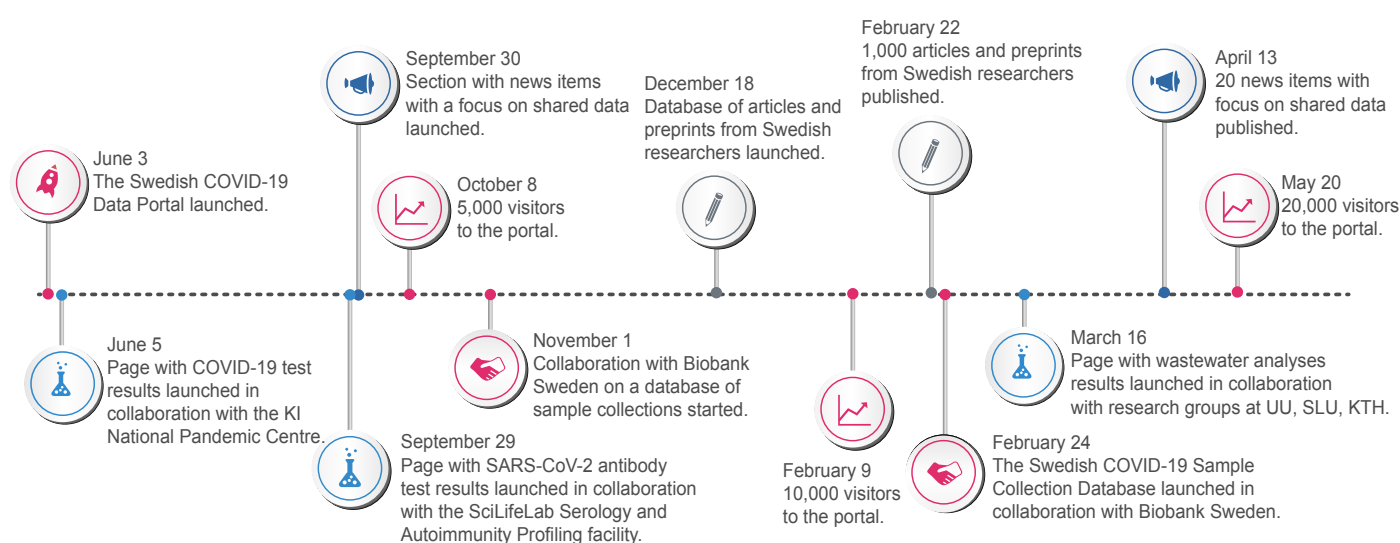 June 3
The Swedish COVID-19
Data Portal launched.
June 5
Page with COVID-19 test
results launched in
collaboration with the KI
National Pandemic Centre.
September 29
Page with SARS-CoV-2 antibody
test results launched in collaboration
with the SciLifeLab Serology and
Autoimmunity Profiling facility.
September 30
Section with news items
with a focus on shared data
launched.
October 8
5,000 visitors
to the portal.
November 1
Collaboration with Biobank
Sweden on a database of
sample collections started.
December 18
Database of articles and
preprints from Swedish
researchers launched.
February 9
10,000 visitors
to the portal.
February 22
1,000 articles and preprints
from Swedish researchers
published.
February 24
The Swedish COVID-19 Sample
Collection Database launched in
collaboration with Biobank Sweden.
March 16
Page with wastewater analyses
results launched in collaboration
with research groups at UU, SLU, KTH.
April 13
20 news items with
focus on shared data
published.
May 20
20,000 visitors
to the portal.